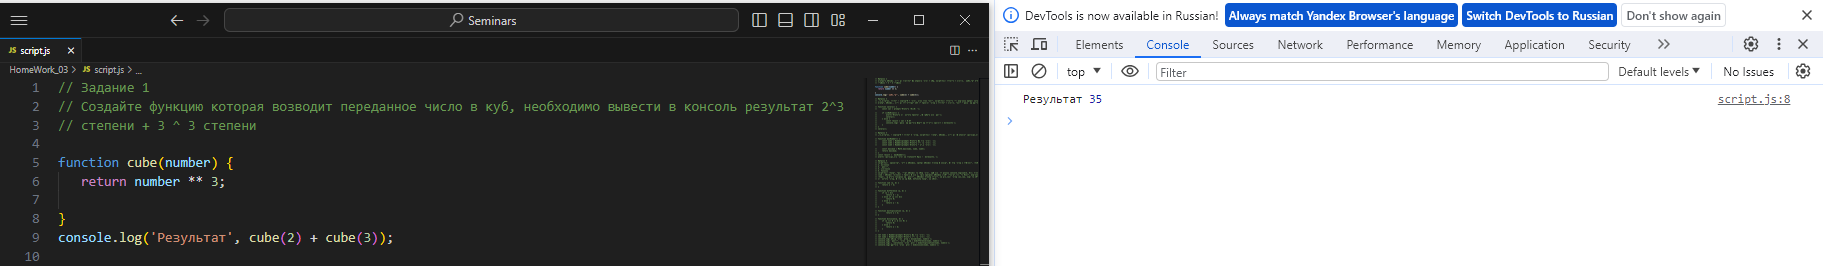 Seminars
JS script.js
HomeWork_03 > JS script.js > ...
1 // Задание 1
2 // Создайте функцию которая возводит переданное число в куб, необходимо вывести в консоль результат 2^3
3 // степени + 3 ^ 3 степени
4
5 function cube(number) {
6 return number ** 3;
7
8 }
9 console.log('Результат', cube(2) + cube(3));
10
DevTools is now available in Russian! Always match Yandex Browser's language Switch DevTools to Russian Don't show again
Elements Console Sources Network Performance Memory Application Security
top Filter Default levels No Issues
Результат 35 script.js:8